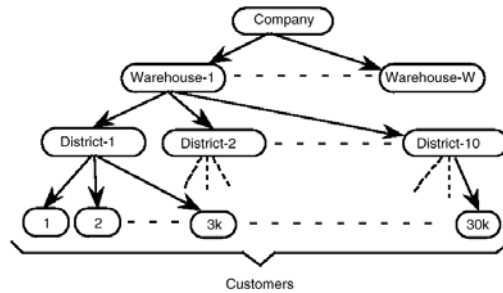 Company
Warehouse-1 Warehouse-W
District-1 District-2 District-10
1 2 3k 30k
Customers